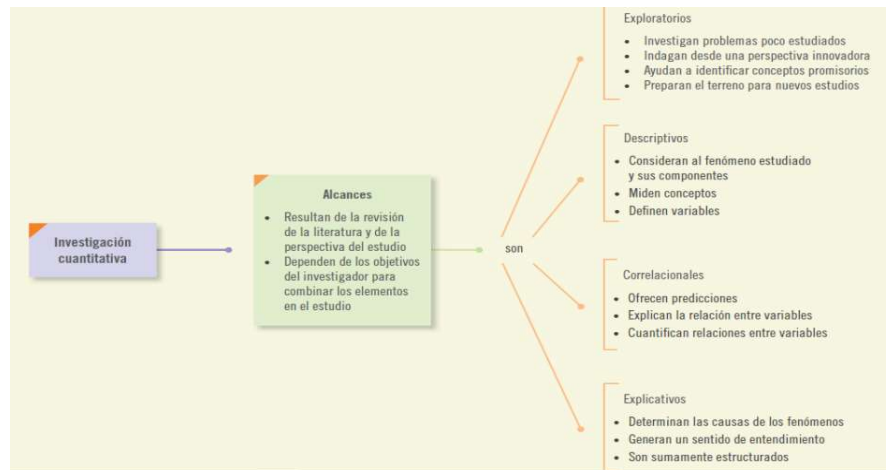 Investigación
cuantitativa
Alcances
• Resultan de la revisión
de la literatura y de la
perspectiva del estudio
• Dependen de los objetivos
del investigador para
combinar los elementos
en el estudio
son
Exploratorios
• Investigan problemas poco estudiados
• Indagan desde una perspectiva innovadora
• Ayudan a identificar conceptos promisorios
• Preparan el terreno para nuevos estudios
Descriptivos
• Consideran al fenómeno estudiado
y sus componentes
• Miden conceptos
• Definen variables
Correlacionales
• Ofrecen predicciones
• Explican la relación entre variables
• Cuantifican relaciones entre variables
Explicativos
• Determinan las causas de los fenómenos
• Generan un sentido de entendimiento
• Son sumamente estructurados